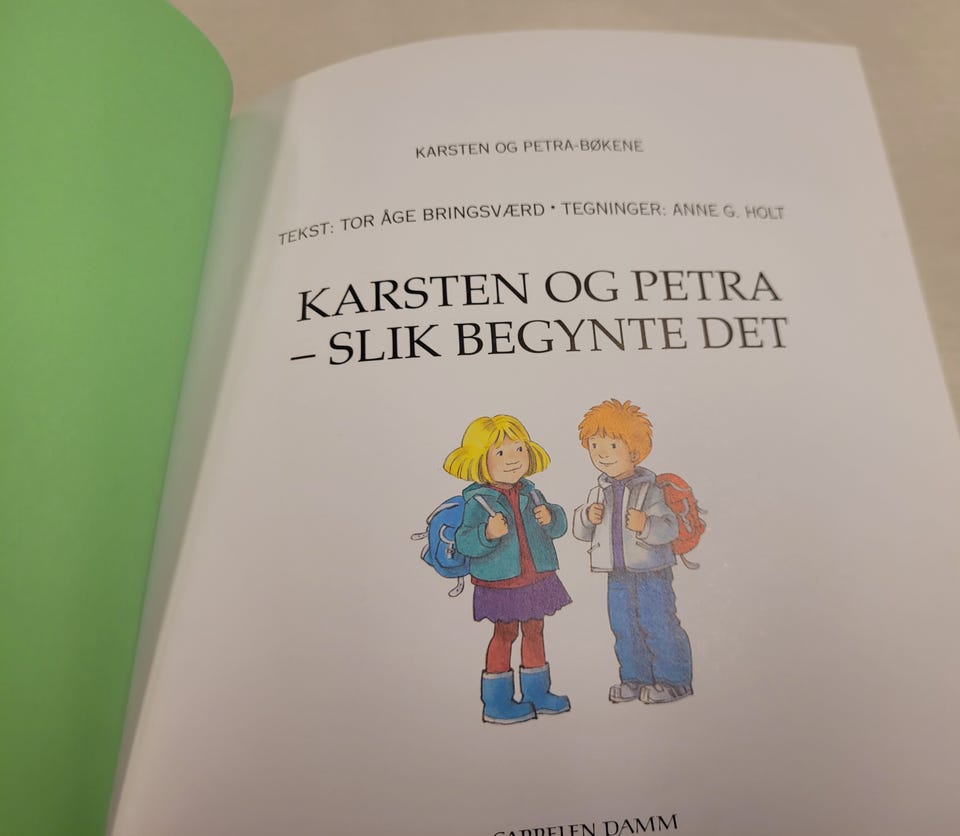 KARSTEN OG PETRA-BØKENE
TEKST: TOR ÅGE BRINGSVÆRD • TEGNINGER: ANNE G. HOLT
KARSTEN OG PETRA
– SLIK BEGYNTE DET
CAPPELEN DAMM